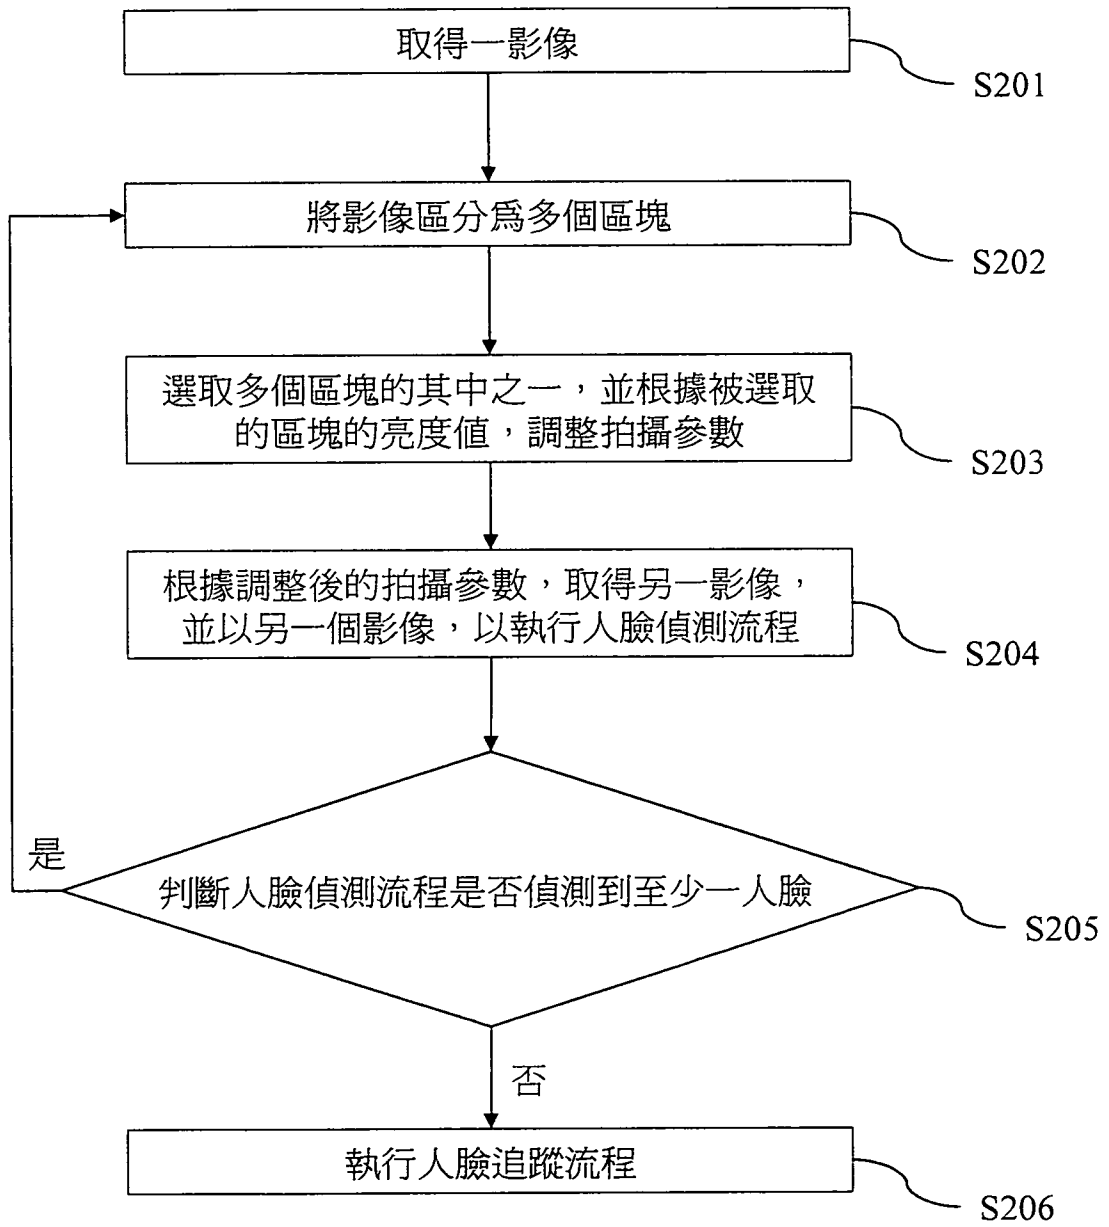 取得一影像
S201
將影像區分爲多個區塊
S202
選取多個區塊的其中之一，並根據被選取
的區塊的亮度值，調整拍攝參數
S203
根據調整後的拍攝參數，取得另一影像，
並以另一個影像，以執行人臉偵測流程
S204
是
判斷人臉偵測流程是否偵測到至少一人臉
S205
否
執行人臉追蹤流程
S206